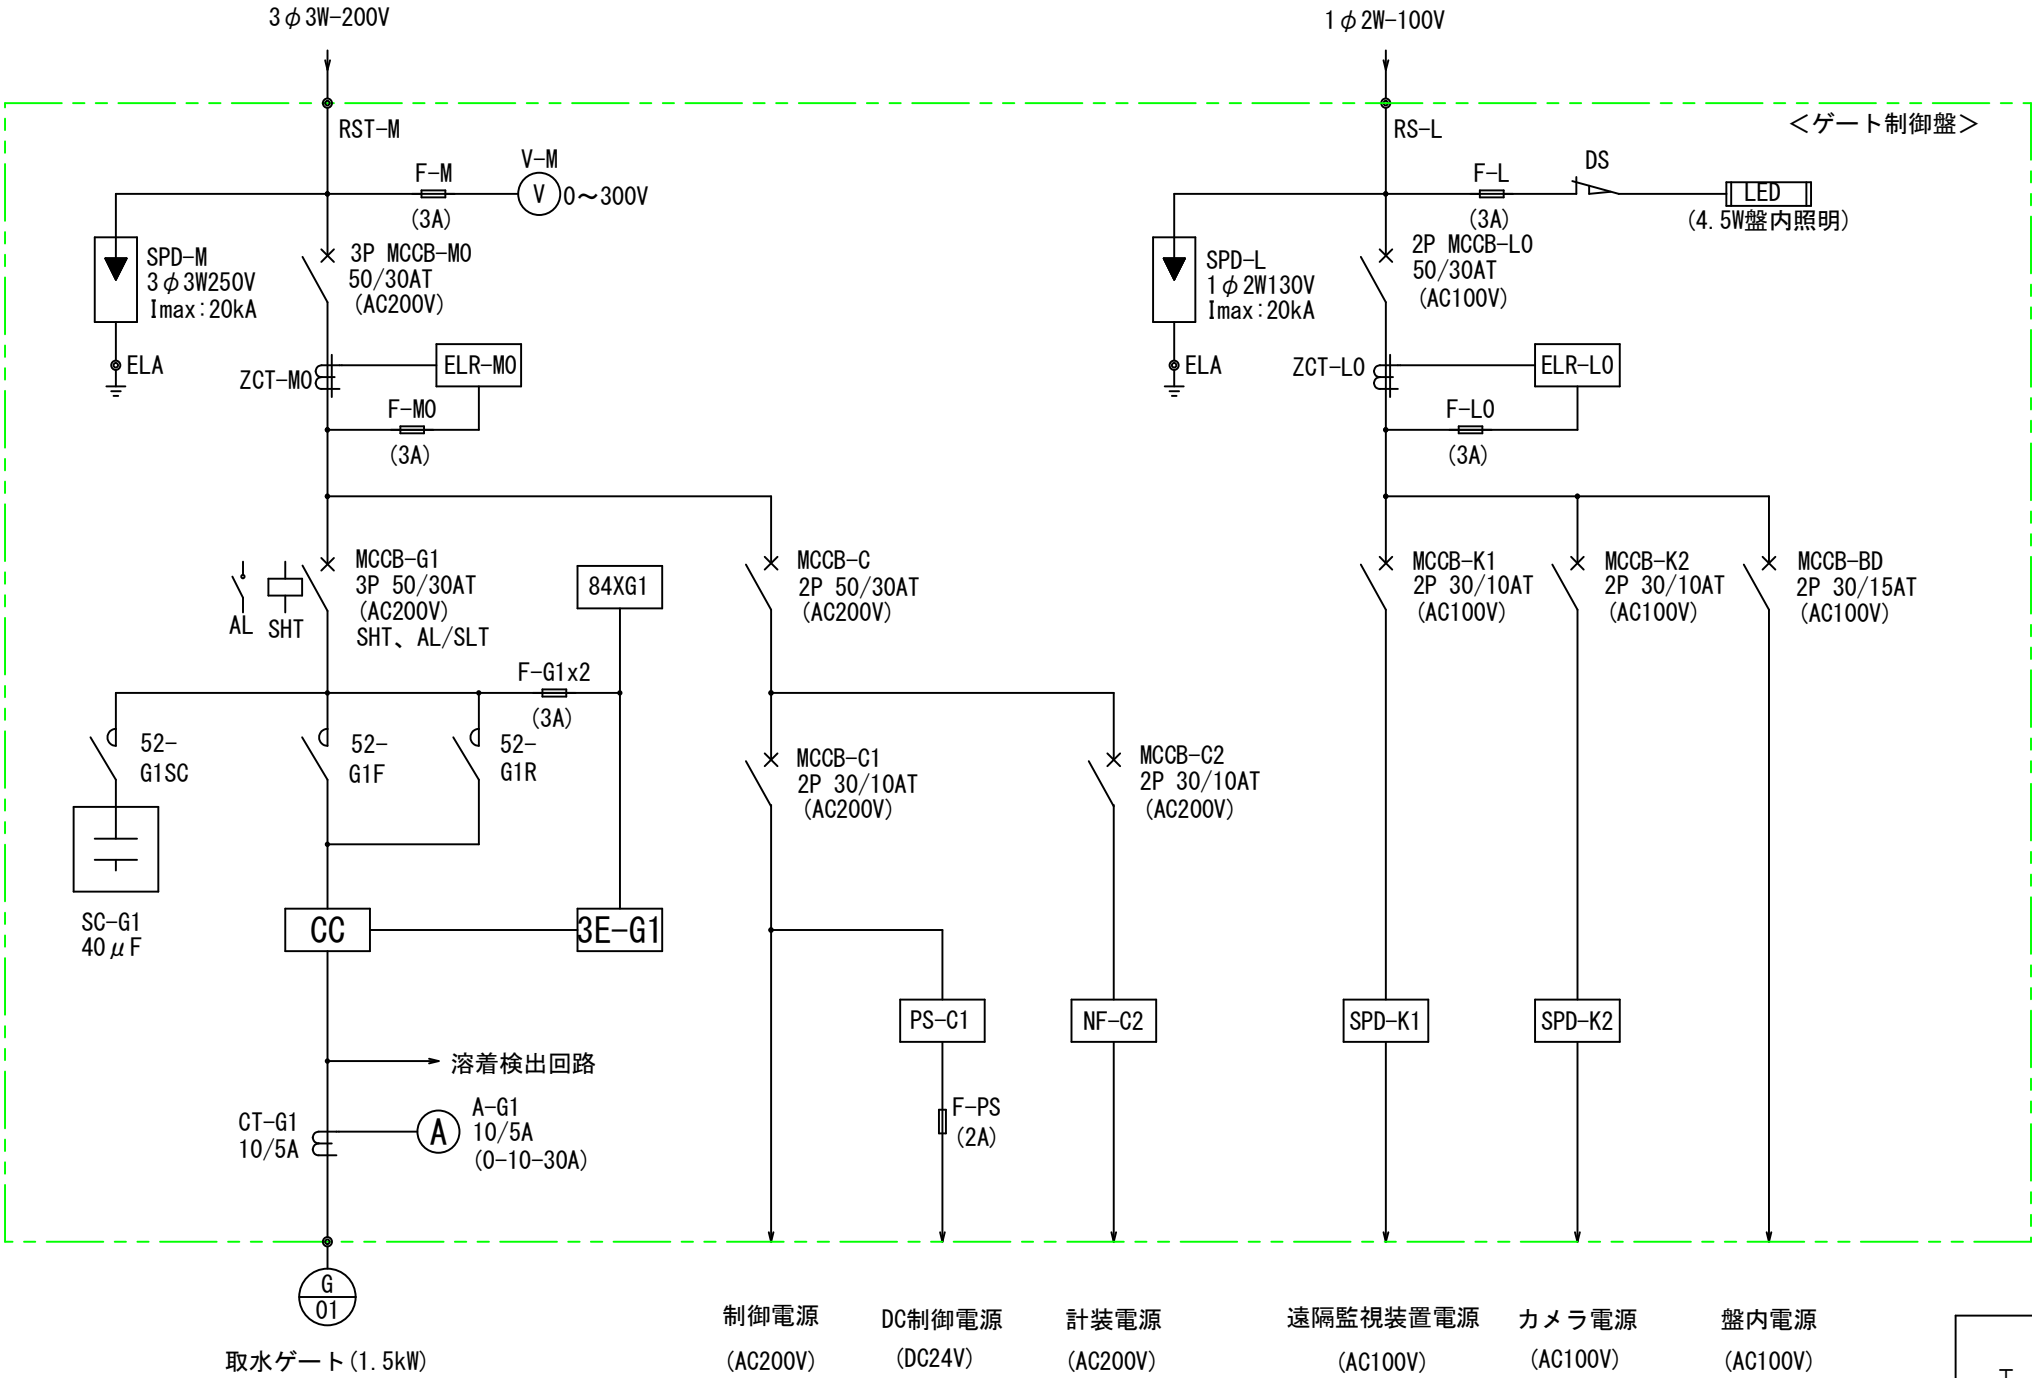 3φ3W-200V
1φ2W-100V
RST-M
RS-L
<ゲート制御盤>
F-M
(3A)
V-M
V
0～300V
SPD-M
3φ3W250V
Imax:20kA
ELA
3P MCCB-M0
50/30AT
(AC200V)
ZCT-M0
ELR-M0
F-M0
(3A)
F-L
(3A)
DS
LED
(4.5W盤内照明)
SPD-L
1φ2W130V
Imax:20kA
ELA
2P MCCB-L0
50/30AT
(AC100V)
ZCT-L0
ELR-L0
F-L0
(3A)
AL
SHT
MCCB-G1
3P 50/30AT
(AC200V)
SHT、AL/SLT
84XG1
F-G1x2
(3A)
MCCB-C
2P 50/30AT
(AC200V)
MCCB-K1
2P 30/10AT
(AC100V)
MCCB-K2
2P 30/10AT
(AC100V)
MCCB-BD
2P 30/15AT
(AC100V)
52-
G1SC
52-
G1F
52-
G1R
MCCB-C1
2P 30/10AT
(AC200V)
MCCB-C2
2P 30/10AT
(AC200V)
SC-G1
40μF
CC
3E-G1
PS-C1
NF-C2
SPD-K1
SPD-K2
溶着検出回路
F-PS
(2A)
CT-G1
10/5A
A
A-G1
10/5A
(0-10-30A)
G
01
取水ゲート(1.5kW)
制御電源
(AC200V)
DC制御電源
(DC24V)
計装電源
(AC200V)
遠隔監視装置電源
(AC100V)
カメラ電源
(AC100V)
盤内電源
(AC100V)